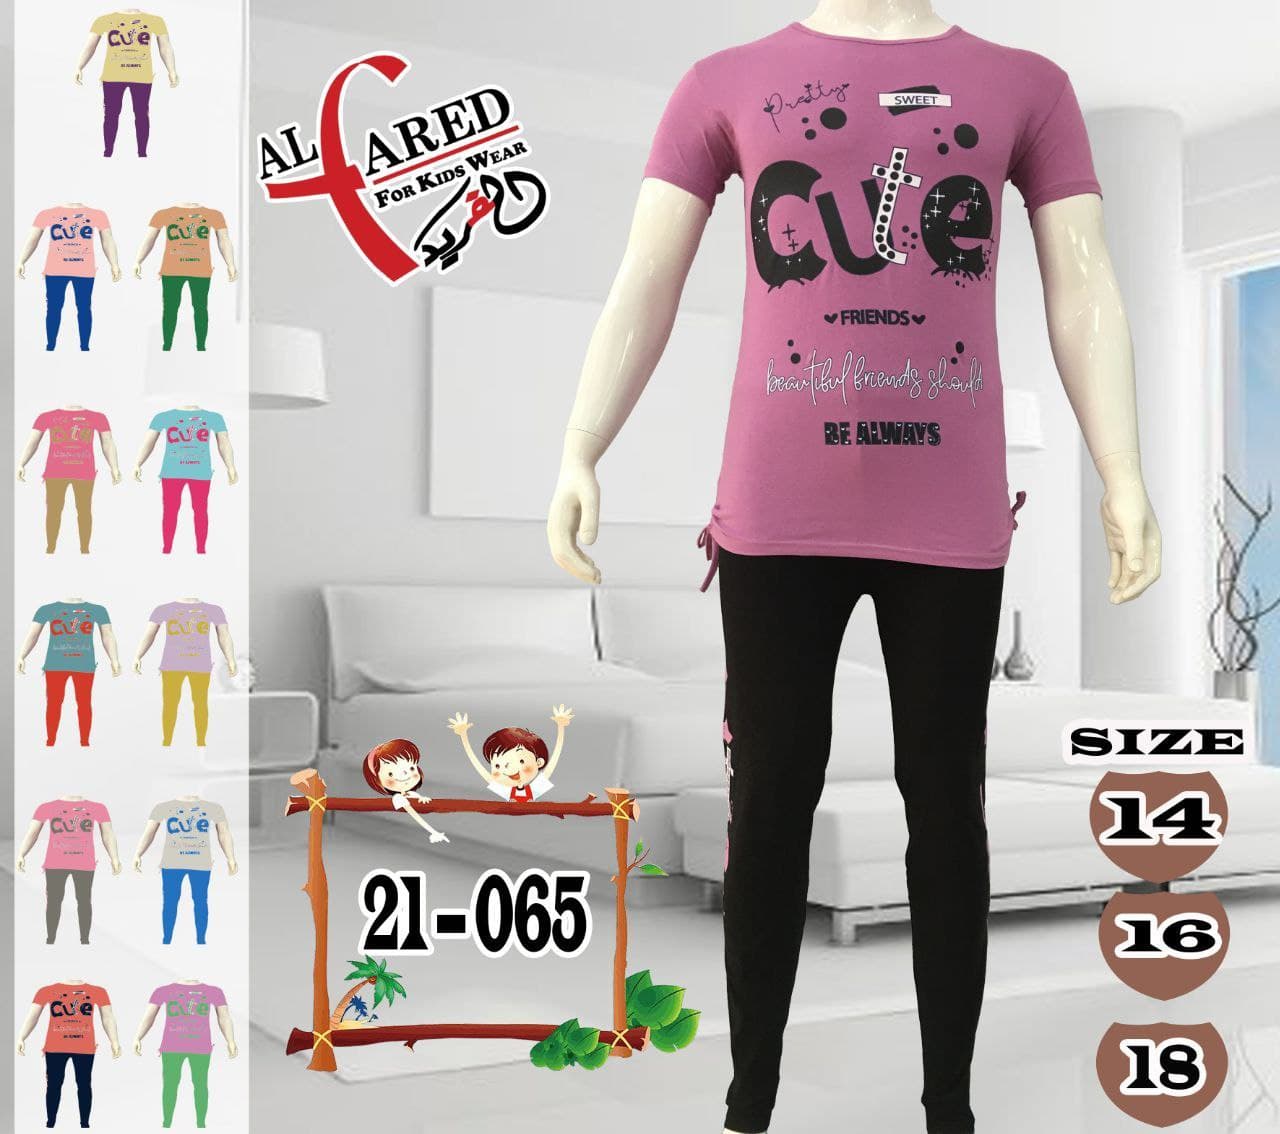 AL FARED
FOR KIDS WEAR
الفريد
Pretty
SWEET
Cute
FRIENDS
beautiful friends should
BE ALWAYS
21-065
SIZE
14
16
18